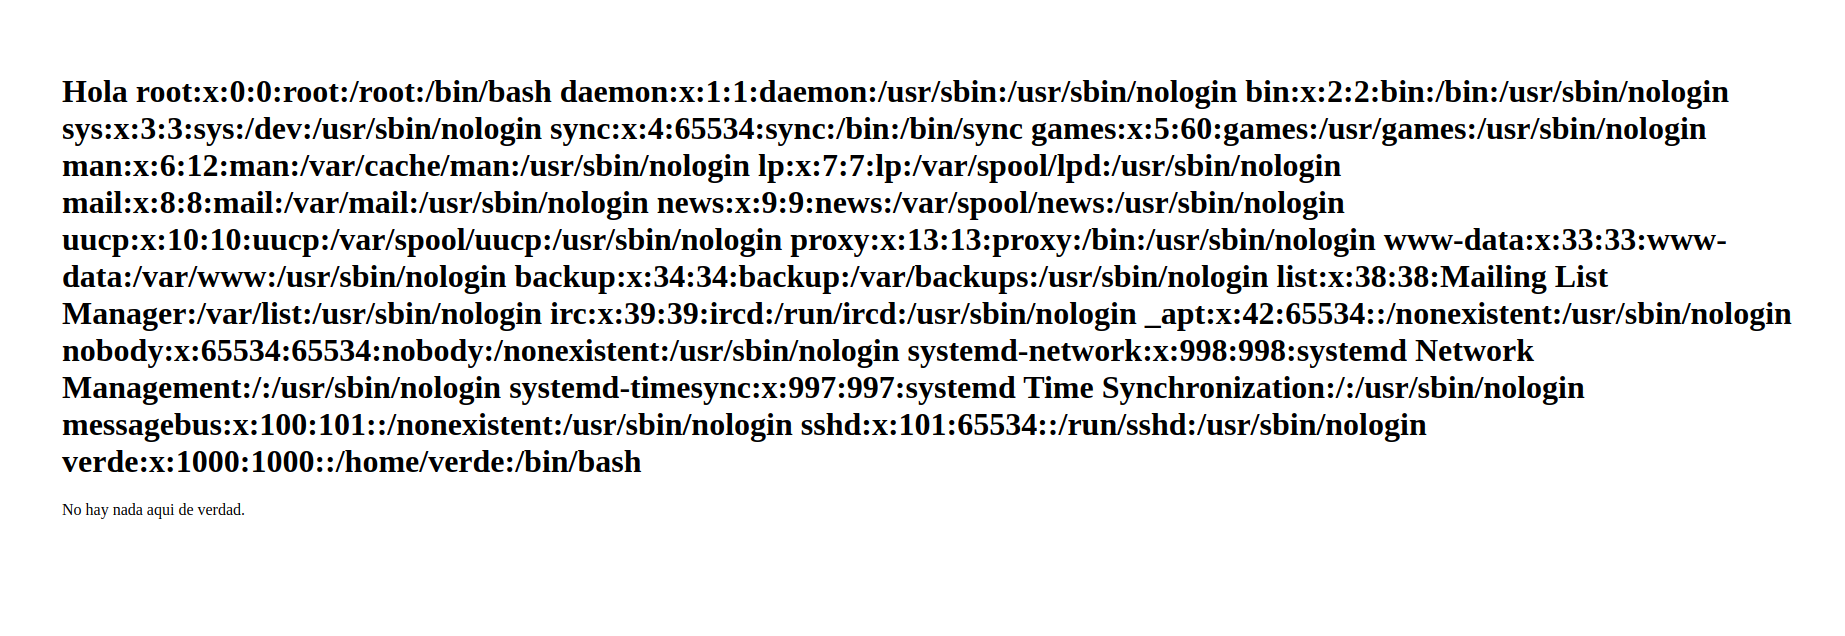 Hola root:x:0:0:root:/root:/bin/bash daemon:x:1:1:daemon:/usr/sbin:/usr/sbin/nologin bin:x:2:2:bin:/bin:/usr/sbin/nologin
sys:x:3:3:sys:/dev:/usr/sbin/nologin sync:x:4:65534:sync:/bin:/bin/sync games:x:5:60:games:/usr/games:/usr/sbin/nologin
man:x:6:12:man:/var/cache/man:/usr/sbin/nologin lp:x:7:7:lp:/var/spool/lpd:/usr/sbin/nologin
mail:x:8:8:mail:/var/mail:/usr/sbin/nologin news:x:9:9:news:/var/spool/news:/usr/sbin/nologin
uucp:x:10:10:uucp:/var/spool/uucp:/usr/sbin/nologin proxy:x:13:13:proxy:/bin:/usr/sbin/nologin www-data:x:33:33:www-
data:/var/www:/usr/sbin/nologin backup:x:34:34:backup:/var/backups:/usr/sbin/nologin list:x:38:38:Mailing List
Manager:/var/list:/usr/sbin/nologin irc:x:39:39:ircd:/run/ircd:/usr/sbin/nologin _apt:x:42:65534::/nonexistent:/usr/sbin/nologin
nobody:x:65534:65534:nobody:/nonexistent:/usr/sbin/nologin systemd-network:x:998:998:systemd Network
Management:/:/usr/sbin/nologin systemd-timesync:x:997:997:systemd Time Synchronization:/:/usr/sbin/nologin
messagebus:x:100:101::/nonexistent:/usr/sbin/nologin sshd:x:101:65534::/run/sshd:/usr/sbin/nologin
verde:x:1000:1000::/home/verde:/bin/bash
No hay nada aqui de verdad.